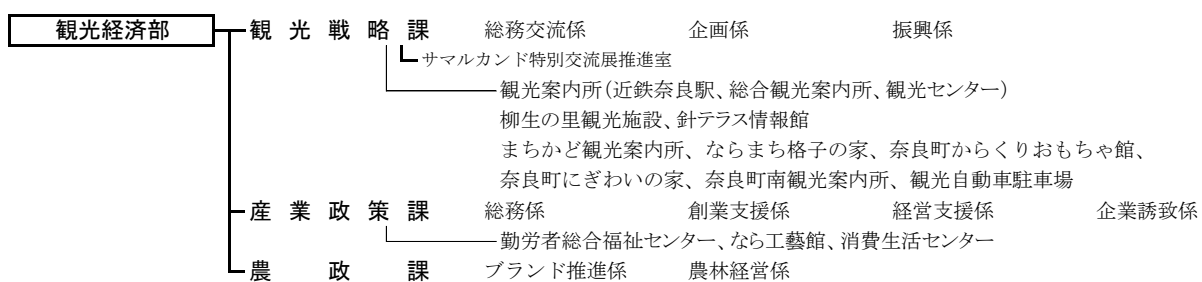 観光経済部 観光戦略課 総務交流係 企画係 振興係
サマルカンド特別交流展推進室
観光案内所(近鉄奈良駅、総合観光案内所、観光センター)
柳生の里観光施設、針テラス情報館
まちかど観光案内所、ならまち格子の家、奈良町からくりおもちゃ館、
奈良町にぎわいの家、奈良町南観光案内所、観光自動車駐車場
産業政策課 総務係 創業支援係 経営支援係 企業誘致係
勤労者総合福祉センター、なら工藝館、消費生活センター
農政課 ブランド推進係 農林経営係